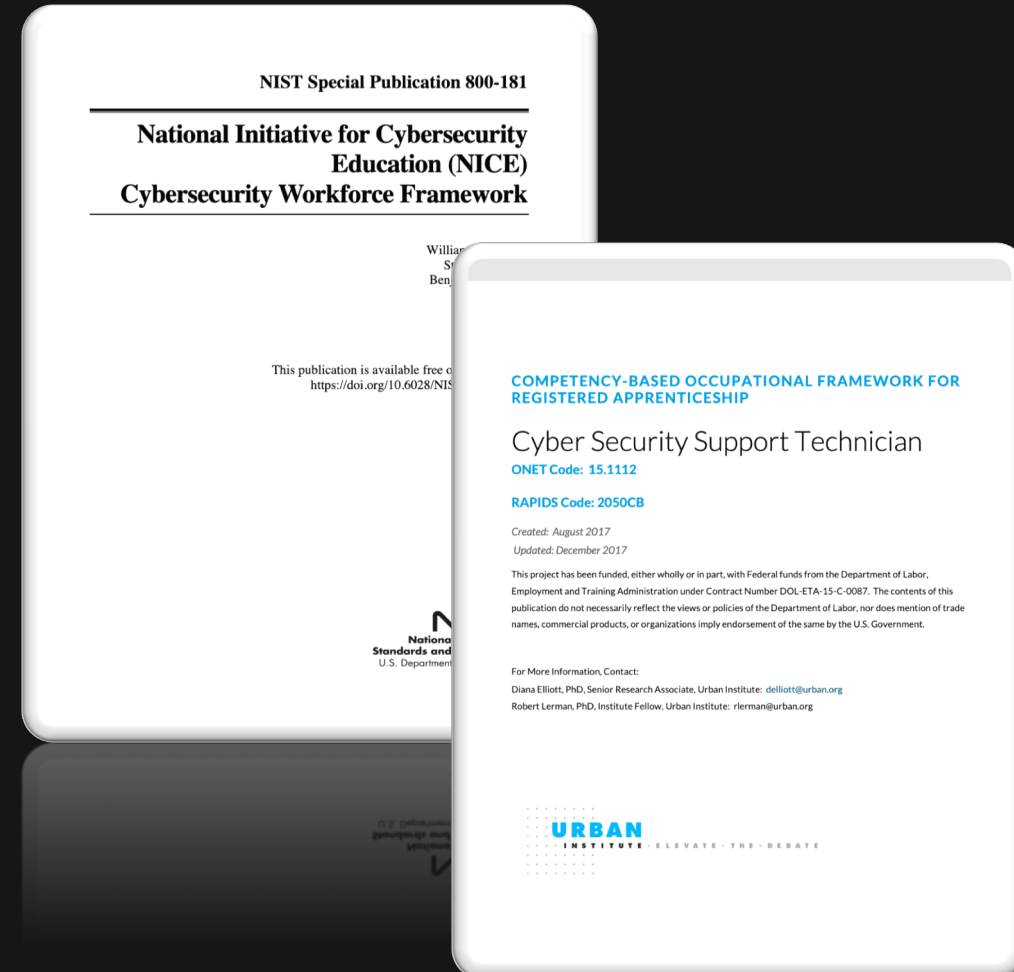 NIST Special Publication 800-181
National Initiative for Cybersecurity
Education (NICE)
Cybersecurity Workforce Framework
This publication is available free
https://doi.org/10.6028/NIS
Nationa
Standards and
U.S. Department
COMPETENCY-BASED OCCUPATIONAL FRAMEWORK FOR
REGISTERED APPRENTICESHIP
Cyber Security Support Technician
ONET Code: 15.1112
RAPIDS Code: 2050CB
Created: August 2017
Updated: December 2017
This project has been funded, either wholly or in part, with Federal funds from the Department of Labor,
Employment and Training Administration under Contract Number DOL-ETA-15-C-0087. The contents of this
publication do not necessarily reflect the views or policies of the Department of Labor, nor does mention of trade
names, commercial products, or organizations imply endorsement of the same by the U.S. Government.
For More Information, Contact:
Diana Elliott, PhD, Senior Research Associate, Urban Institute: delliott@urban.org
Robert Lerman, PhD, Institute Fellow, Urban Institute: rlerman@urban.org
URBAN
INSTITUTE · ELEVATE · THE · DEBATE